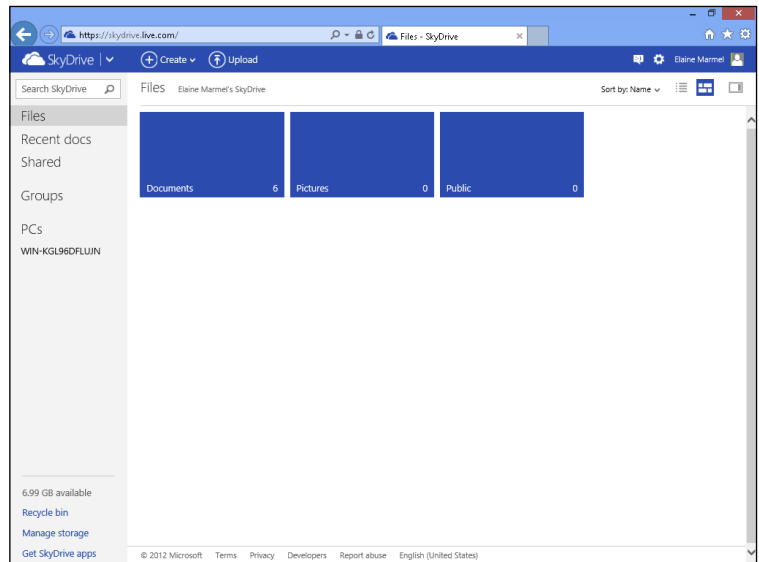 https://skydrive.live.com/
Files - SkyDrive
SkyDrive
Create
Upload
Elaine Marmel
Search SkyDrive
Files Elaine Marmel's SkyDrive
Sort by: Name
Files
Recent docs
Shared
Groups
PCs
WIN-KGL96DFLUJN
Documents 6
Pictures 0
Public 0
6.99 GB available
Recycle bin
Manage storage
Get SkyDrive apps
© 2012 Microsoft Terms Privacy Developers Report abuse English (United States)